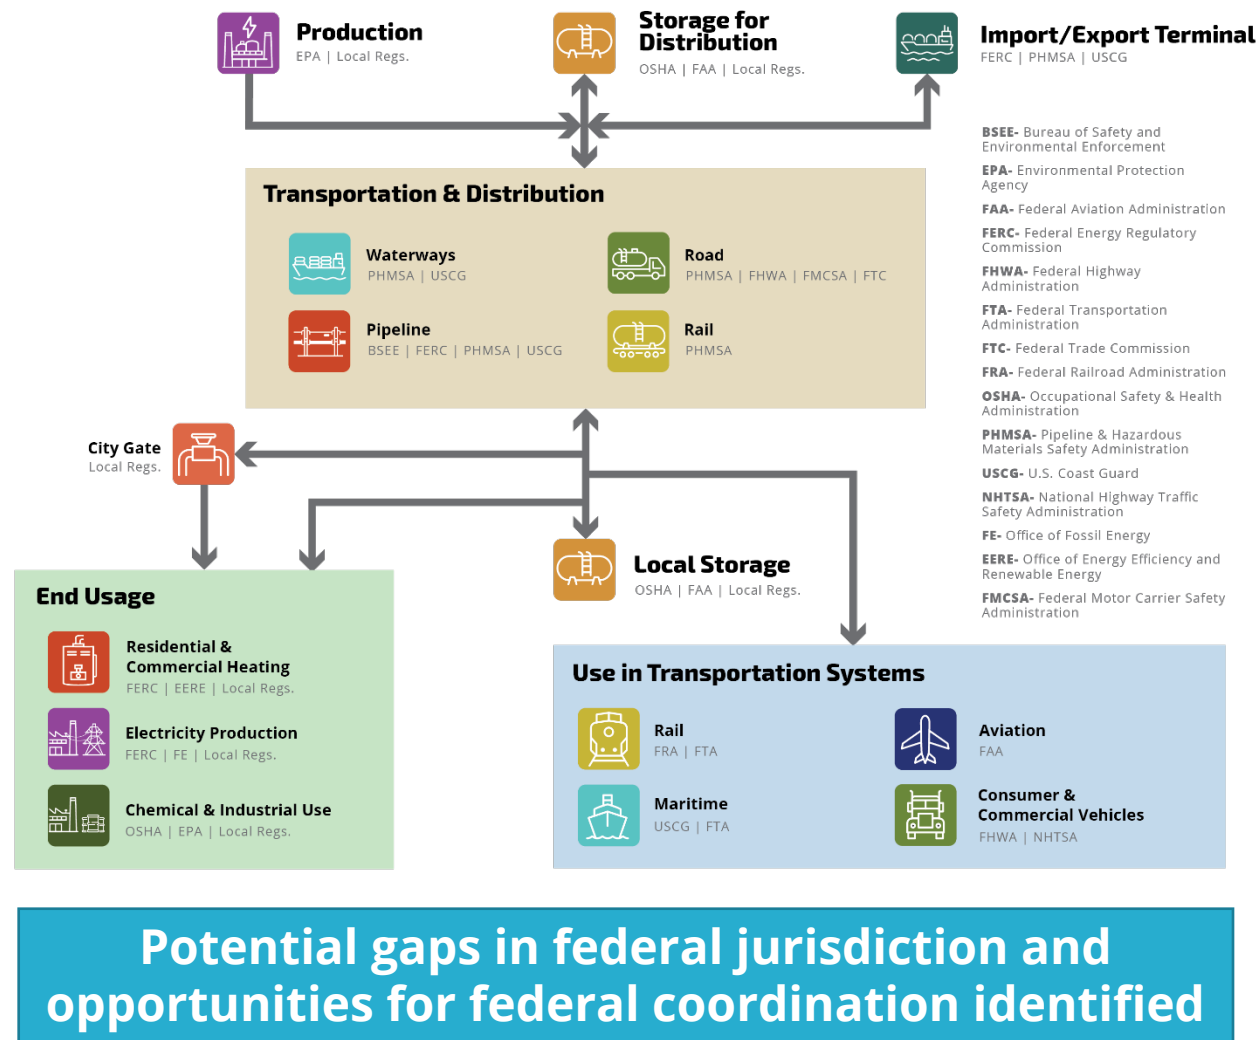 Production
EPA | Local Regs.
Storage for
Distribution
OSHA | FAA | Local Regs.
Import/Export Terminal
FERC | PHMSA | USCG
BSEE- Bureau of Safety and
Environmental Enforcement
EPA- Environmental Protection
Agency
FAA- Federal Aviation Administration
FERC- Federal Energy Regulatory
Commission
FHWA- Federal Highway
Administration
FTA- Federal Transportation
Administration
FTC- Federal Trade Commission
FRA- Federal Railroad Administration
OSHA- Occupational Safety & Health
Administration
PHMSA- Pipeline & Hazardous
Materials Safety Administration
USCG- U.S. Coast Guard
NHTSA- National Highway Traffic
Safety Administration
FE- Office of Fossil Energy
EERE- Office of Energy Efficiency and
Renewable Energy
FMCSA- Federal Motor Carrier Safety
Administration
Transportation & Distribution
Waterways
PHMSA | USCG
Road
PHMSA | FHWA | FMCSA | FTC
Pipeline
BSEE | FERC | PHMSA | USCG
Rail
PHMSA
City Gate
Local Regs.
Local Storage
OSHA | FAA | Local Regs.
End Usage
Residential &
Commercial Heating
FERC | EERE | Local Regs.
Electricity Production
FERC | FE | Local Regs.
Chemical & Industrial Use
OSHA | EPA | Local Regs.
Use in Transportation Systems
Rail
FRA | FTA
Aviation
FAA
Maritime
USCG | FTA
Consumer &
Commercial Vehicles
FHWA | NHTSA
Potential gaps in federal jurisdiction and
opportunities for federal coordination identified